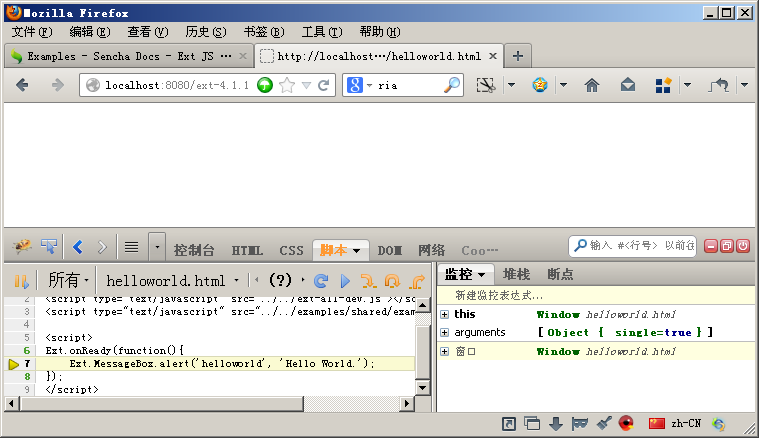 Mozilla Firefox
文件(F) 编辑(E) 查看(V) 历史(S) 书签(B) 工具(T) 帮助(H)
Examples - Sencha Docs - Ext JS ··· http://localhost···/helloworld.html
localhost:8080/ext-4.1.1 ria
控制台 HTML CSS 脚本 DOM 网络 Coo··· 输入 #<行号> 以前往
所有 helloworld.html (?) 监控 堆栈 断点
新建监控表达式...
2 <script type="text/javascript" src="../../ext-all-dev.js"></script>
3 <script type="text/javascript" src="../../examples/shared/exam
this Window helloworld.html
arguments [ Object { single=true } ]
窗口 Window helloworld.html
5 <script>
6 Ext.onReady(function(){
7 Ext.MessageBox.alert('helloworld', 'Hello World.');
8 });
9 </script>
zh-CN